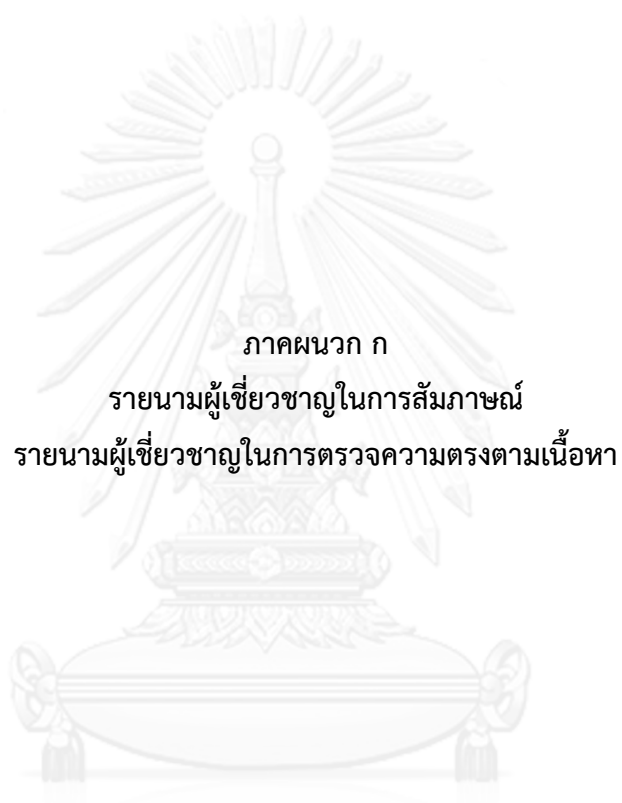 ภาคผนวก ก
รายนามผู้เชี่ยวชาญในการสัมภาษณ์
รายนามผู้เชี่ยวชาญในการตรวจความตรงตามเนื้อหา